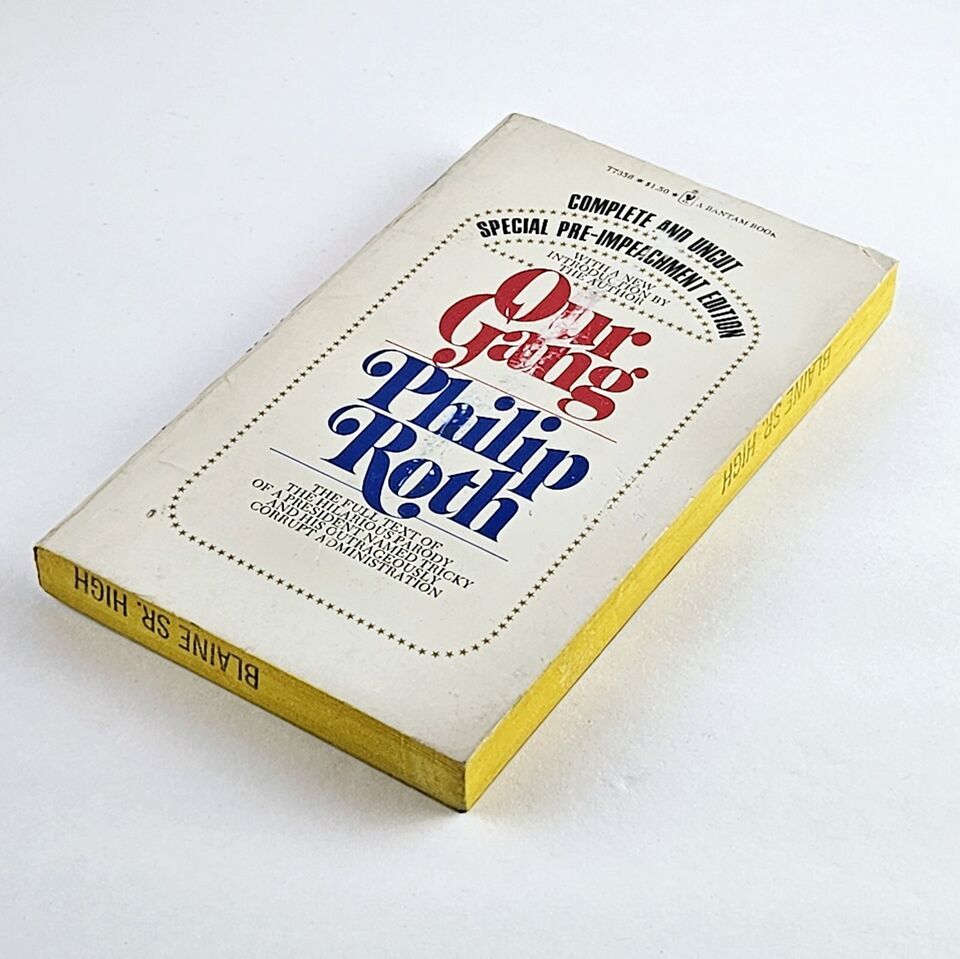 T7358 ★ $1.50 ★ A BANTAM BOOK
COMPLETE AND UNCUT
SPECIAL PRE-IMPEACHMENT EDITION
WITH A NEW
INTRODUCTION BY
THE AUTHOR
Our
Gang
Philip
Roth
THE FULL TEXT OF
THE HILARIOUS PARODY
OF A PRESIDENT NAMED TRICKY
AND HIS OUTRAGEOUSLY
CORRUPT ADMINISTRATION
BLAINE SR. HIGH
BLAINE SR. HIGH